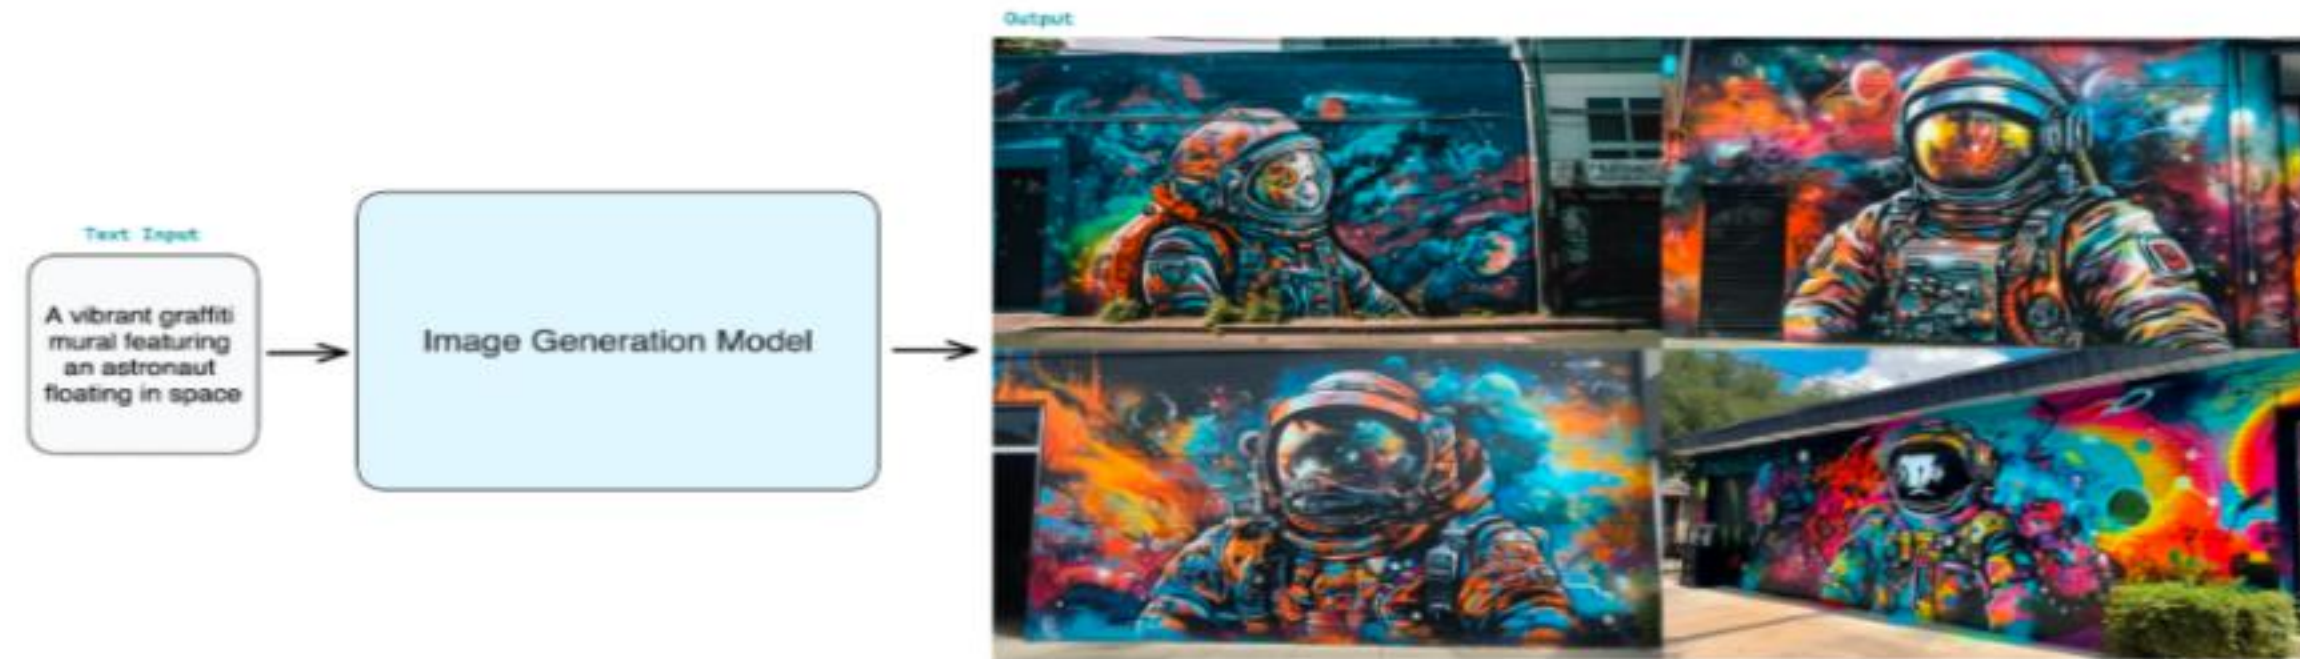 Output
Text Input
A vibrant graffiti
mural featuring
an astronaut
floating in space
Image Generation Model